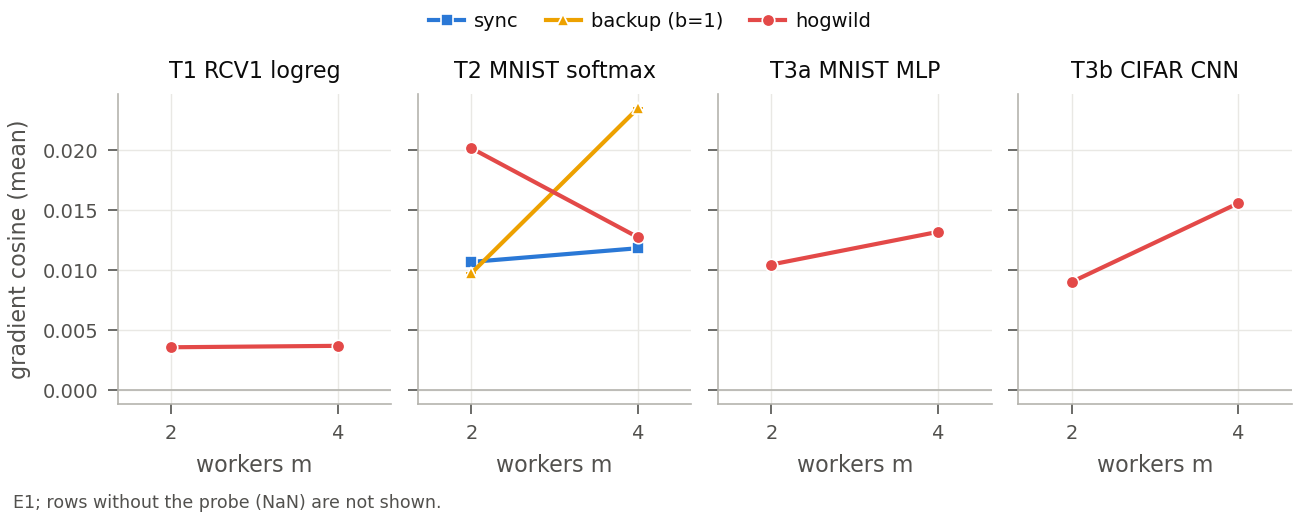 sync backup (b=1) hogwild
T1 RCV1 logreg T2 MNIST softmax T3a MNIST MLP T3b CIFAR CNN
gradient cosine (mean)
0.020
0.015
0.010
0.005
0.000
2 4 2 4 2 4 2 4
workers m workers m workers m workers m
E1; rows without the probe (NaN) are not shown.